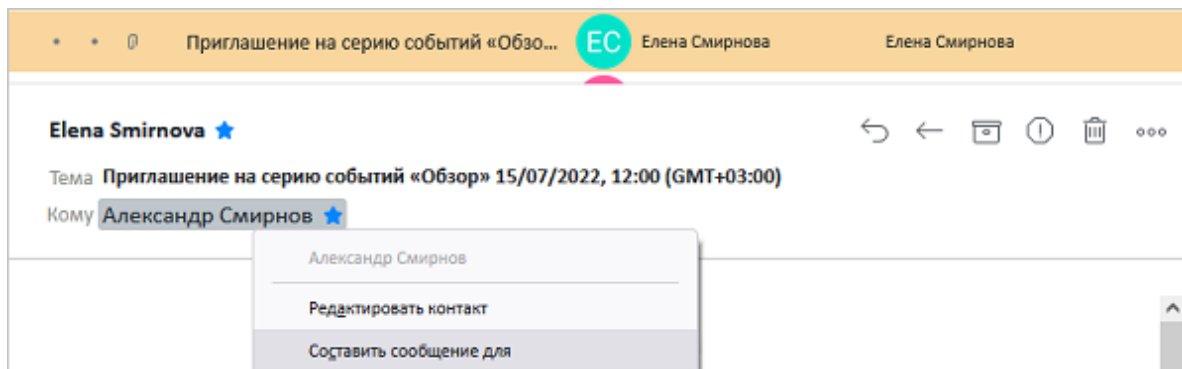 Приглашение на серию событий «Обзо... ЕС Елена Смирнова Елена Смирнова
Elena Smirnova
Тема Приглашение на серию событий «Обзор» 15/07/2022, 12:00 (GMT+03:00)
Кому Александр Смирнов
Александр Смирнов
Редактировать контакт
Составить сообщение для